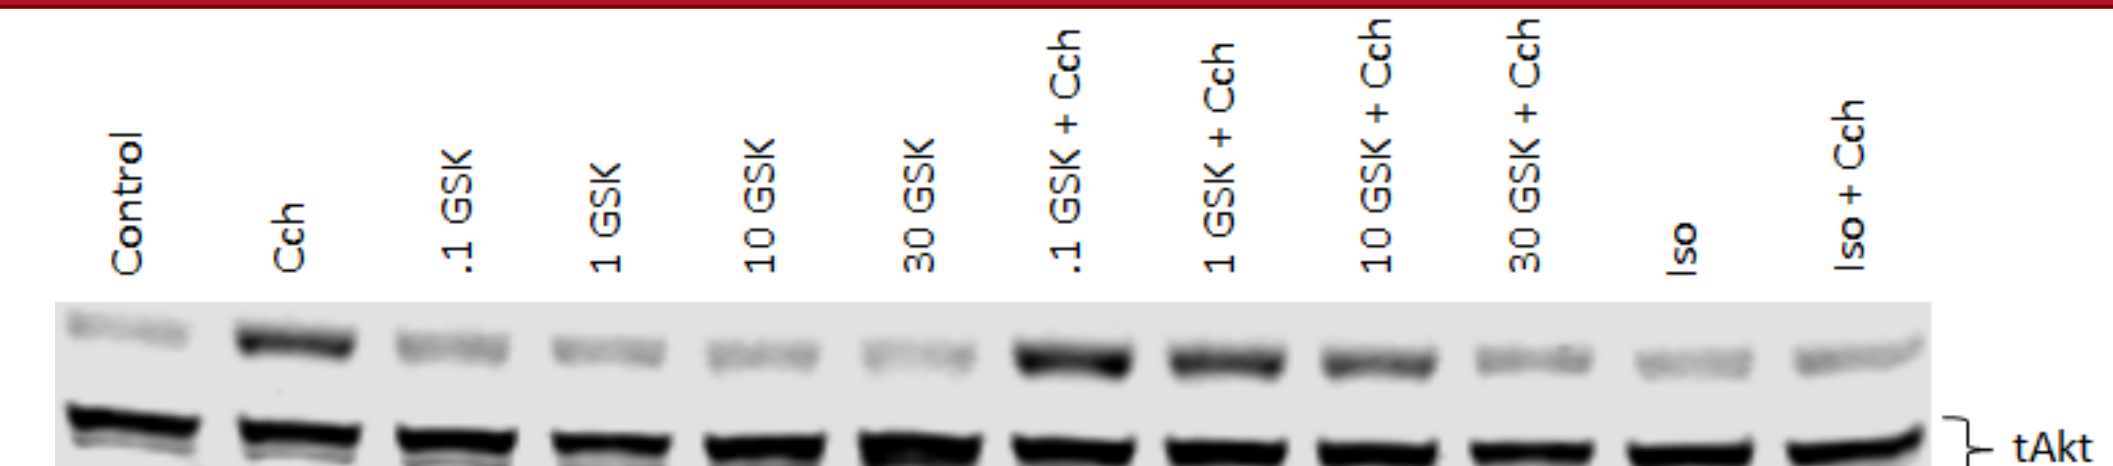 Control
Cch
.1 GSK
1 GSK
10 GSK
30 GSK
.1 GSK + Cch
1 GSK + Cch
10 GSK + Cch
30 GSK + Cch
Iso
Iso + Cch
tAkt